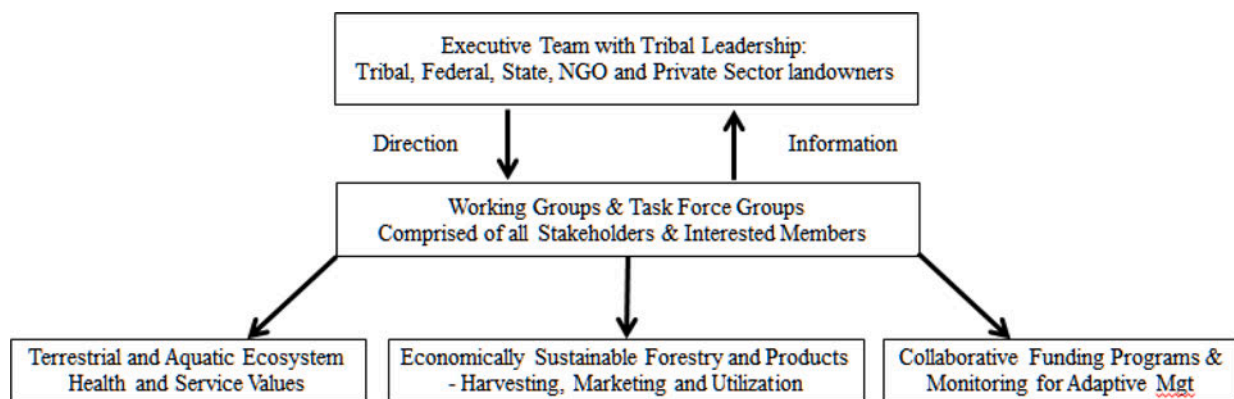 Executive Team with Tribal Leadership:
Tribal, Federal, State, NGO and Private Sector landowners
Direction
Information
Working Groups & Task Force Groups
Comprised of all Stakeholders & Interested Members
Terrestrial and Aquatic Ecosystem
Health and Service Values
Economically Sustainable Forestry and Products
- Harvesting, Marketing and Utilization
Collaborative Funding Programs &
Monitoring for Adaptive Mgt